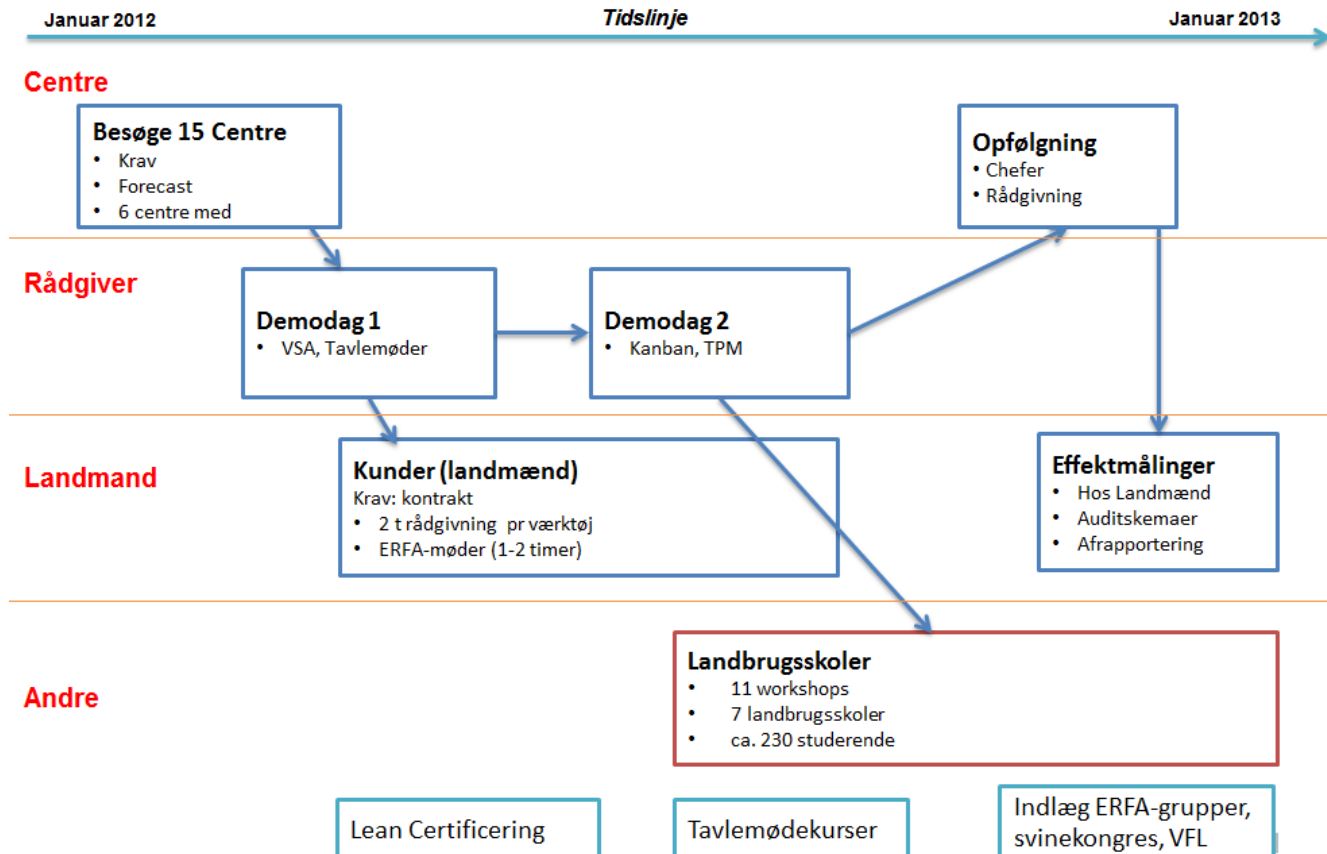 Januar 2012
Tidslinje
Januar 2013
Centre
Besøge 15 Centre
• Krav
• Forecast
• 6 centre med
Opfølgning
• Chefer
• Rådgivning
Rådgiver
Demodag 1
• VSA, Tavlemøder
Demodag 2
• Kanban, TPM
Landmand
Kunder (landmænd)
Krav: kontrakt
• 2 t rådgivning pr værktøj
• ERFA-møder (1-2 timer)
Effektmålinger
• Hos Landmænd
• Auditskemaer
• Afrapportering
Andre
Landbrugsskoler
• 11 workshops
• 7 landbrugsskoler
• ca. 230 studerende
Lean Certificering
Tavlemødekurser
Indlæg ERFA-grupper,
svinekongres, VFL